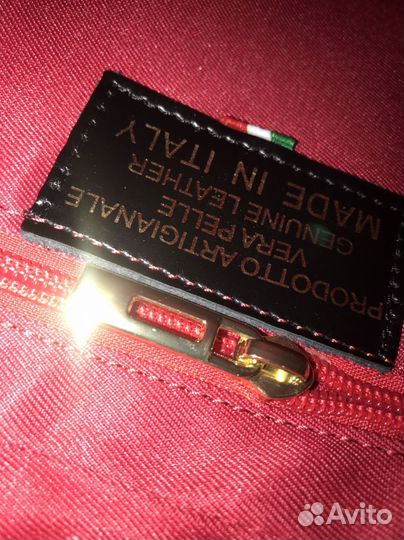 PRODOTTO ARTIGIANALE
VERA PELLE
GENUINE LEATHER
MADE IN ITALY
Avito